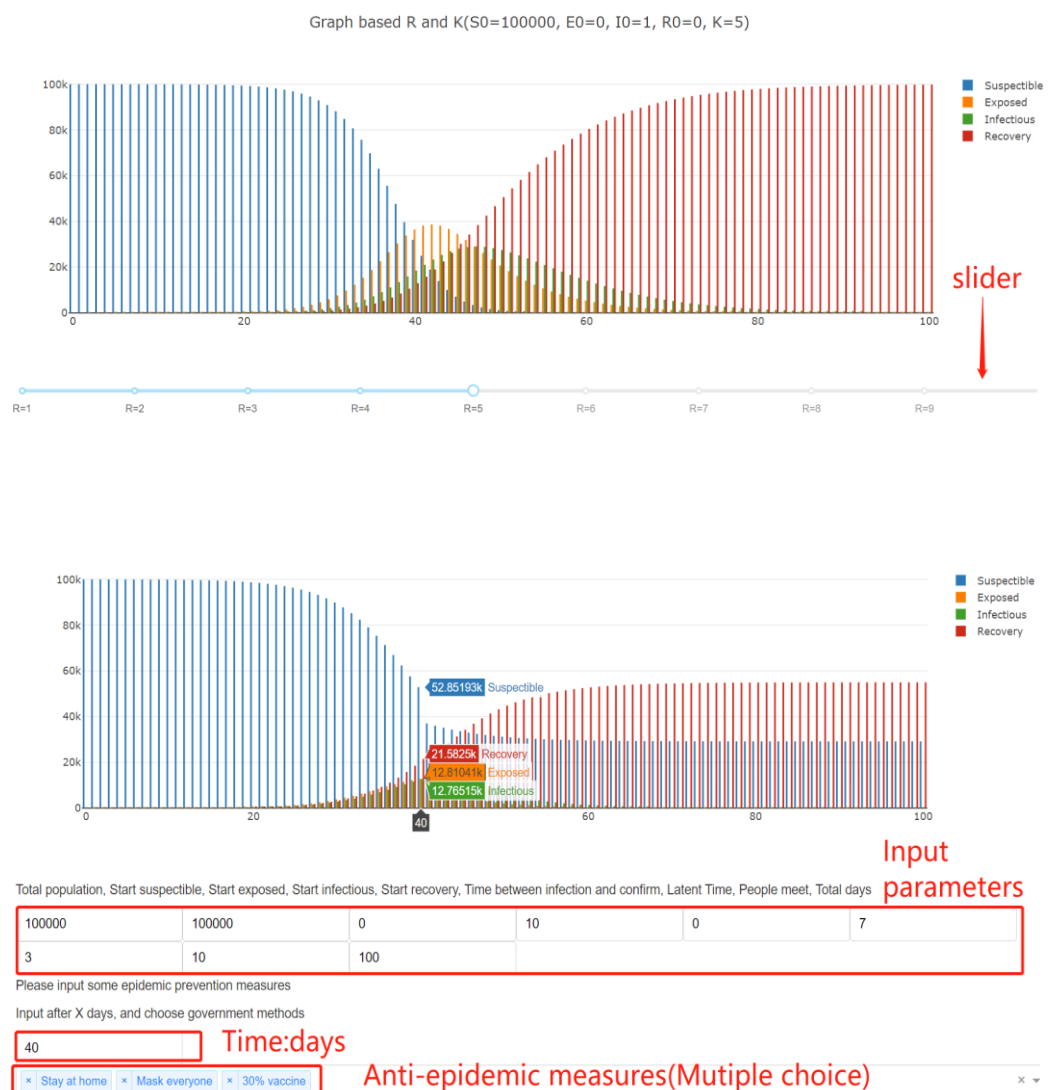 Graph based R and K(S0=100000, E0=0, I0=1, R0=0, K=5)
100k
80k
60k
40k
20k
0
0 20 40 60 80 100
Suspectible
Exposed
Infectious
Recovery
slider
R=1 R=2 R=3 R=4 R=5 R=6 R=7 R=8 R=9
100k
80k
60k
40k
20k
0
0 20 40 60 80 100
Suspectible
Exposed
Infectious
Recovery
52.85193k Suspectible
21.5825k Recovery
12.81041k Exposed
12.76515k Infectious
Input
parameters
Total population, Start suspectible, Start exposed, Start infectious, Start recovery, Time between infection and confirm, Latent Time, People meet, Total days
100000 100000 0 10 0 7
3 10 100
Please input some epidemic prevention measures
Input after X days, and choose government methods
40
Time:days
× Stay at home × Mask everyone × 30% vaccine ×
Anti-epidemic measures(Mutiple choice)